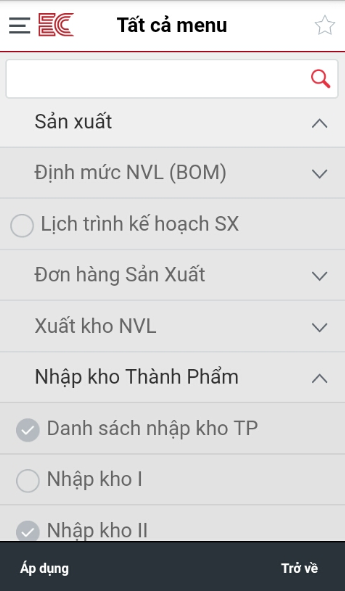 EC
Tất cả menu
Sản xuất
Định mức NVL (BOM)
Lịch trình kế hoạch SX
Đơn hàng Sản Xuất
Xuất kho NVL
Nhập kho Thành Phẩm
Danh sách nhập kho TP
Nhập kho I
Nhập kho II
Áp dụng
Trở về